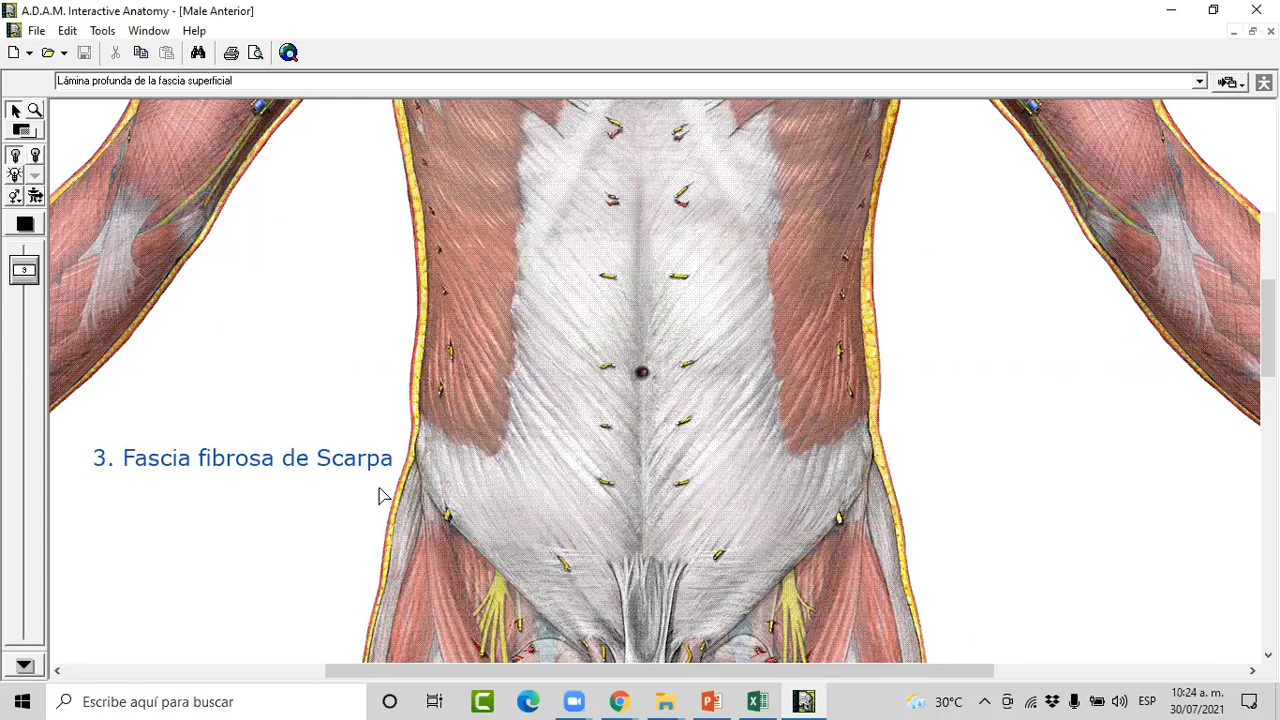 A.D.A.M. Interactive Anatomy - [Male Anterior]
File Edit Tools Window Help
Lámina profunda de la fascia superficial
9
3. Fascia fibrosa de Scarpa
Escribe aquí para buscar
30°C
ESP
10:24 a. m.
30/07/2021